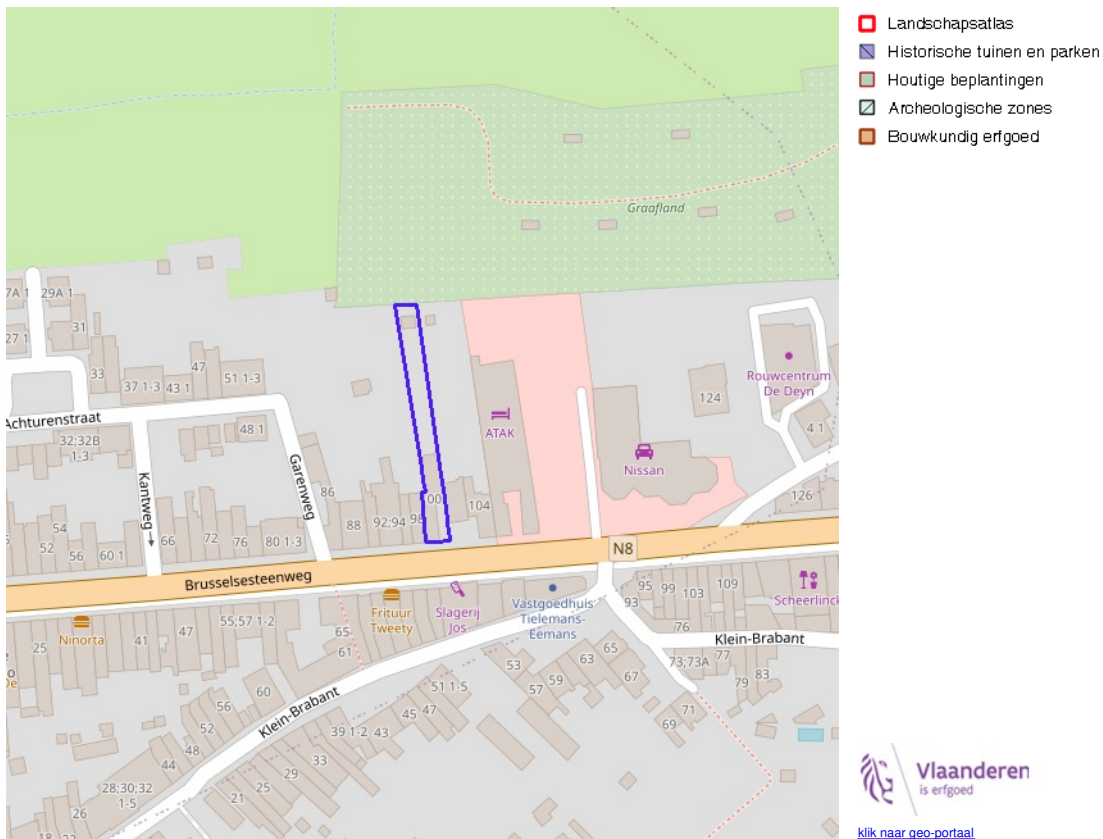 Landschapsatlas
Historische tuinen en parken
Houtige beplantingen
Archeologische zones
Bouwkundig erfgoed
Graafland
29A 1
27 1
31
33
37 1-3
43 1
47
51 1-3
Achturenstraat
32;32B
1-3
48 1
Kantweg
Garenweg
86
54
52
56
60 1
66
72
76
80 1-3
88
92;94
98
104
ATAK
Nissan
124
Rouwcentrum
De Deyn
4 1
126
N8
Brusselsesteenweg
Ninorta
25
41
47
55;57 1-2
65
61
Frituur
Tweety
Slagerij
Jos
Vastgoedhuis
Tielemans-
Eemans
95
93
99
103
109
Scheerlinck
76
Klein-Brabant
73;73A
77
79
83
53
57
59
63
65
67
71
69
60
56
52
48
44
Klein-Brabant
51 1-5
47
45
43
39 1-2
33
29
25
21
28;30;32
1-5
26
22
18
Vlaanderen
is erfgoed
klik naar geo-portaal